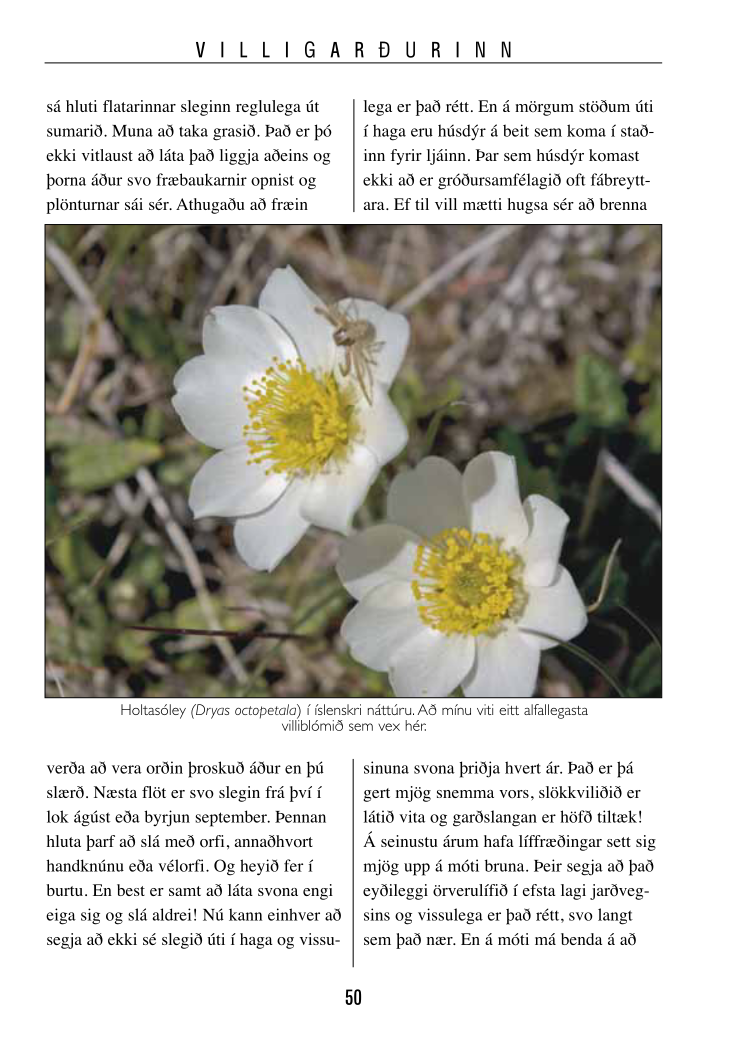 VILLIGARÐURINN
sá hluti flatarinnar sleginn reglulega út
sumarið. Muna að taka grasið. Það er þó
ekki vitlaust að láta það liggja aðeins og
þorna áður svo fræbaukarnir opnist og
plönturnar sái sér. Athugaðu að fræin
verða að vera orðin þroskuð áður en þú
slærð. Næsta flöt er svo slegin frá því í
lok ágúst eða byrjun september. Þennan
hluta þarf að slá með orfi, annaðhvort
handknúnu eða vélorfi. Og heyið fer í
burtu. En best er samt að láta svona engi
eiga sig og slá aldrei! Nú kann einhver að
segja að ekki sé slegið úti í haga og vissu-
lega er það rétt. En á mörgum stöðum úti
í haga eru húsdýr á beit sem koma í stað-
inn fyrir ljáinn. Þar sem húsdýr komast
ekki að er gróðursamfélagið oft fábreytt-
ara. Ef til vill mætti hugsa sér að brenna
sinuna svona þriðja hvert ár. Það er þá
gert mjög snemma vors, slökkviliðið er
látið vita og garðslangan er höfð tiltæk!
Á seinustu árum hafa líffræðingar sett sig
mjög upp á móti bruna. Þeir segja að það
eyðileggi örverulífið í efsta lagi jarðveg-
sins og vissulega er það rétt, svo langt
sem það nær. En á móti má benda á að
Holtasóley (Dryas octopetala) í íslenskri náttúru. Að mínu viti eitt alfallegasta
villiblómið sem vex hér.
50